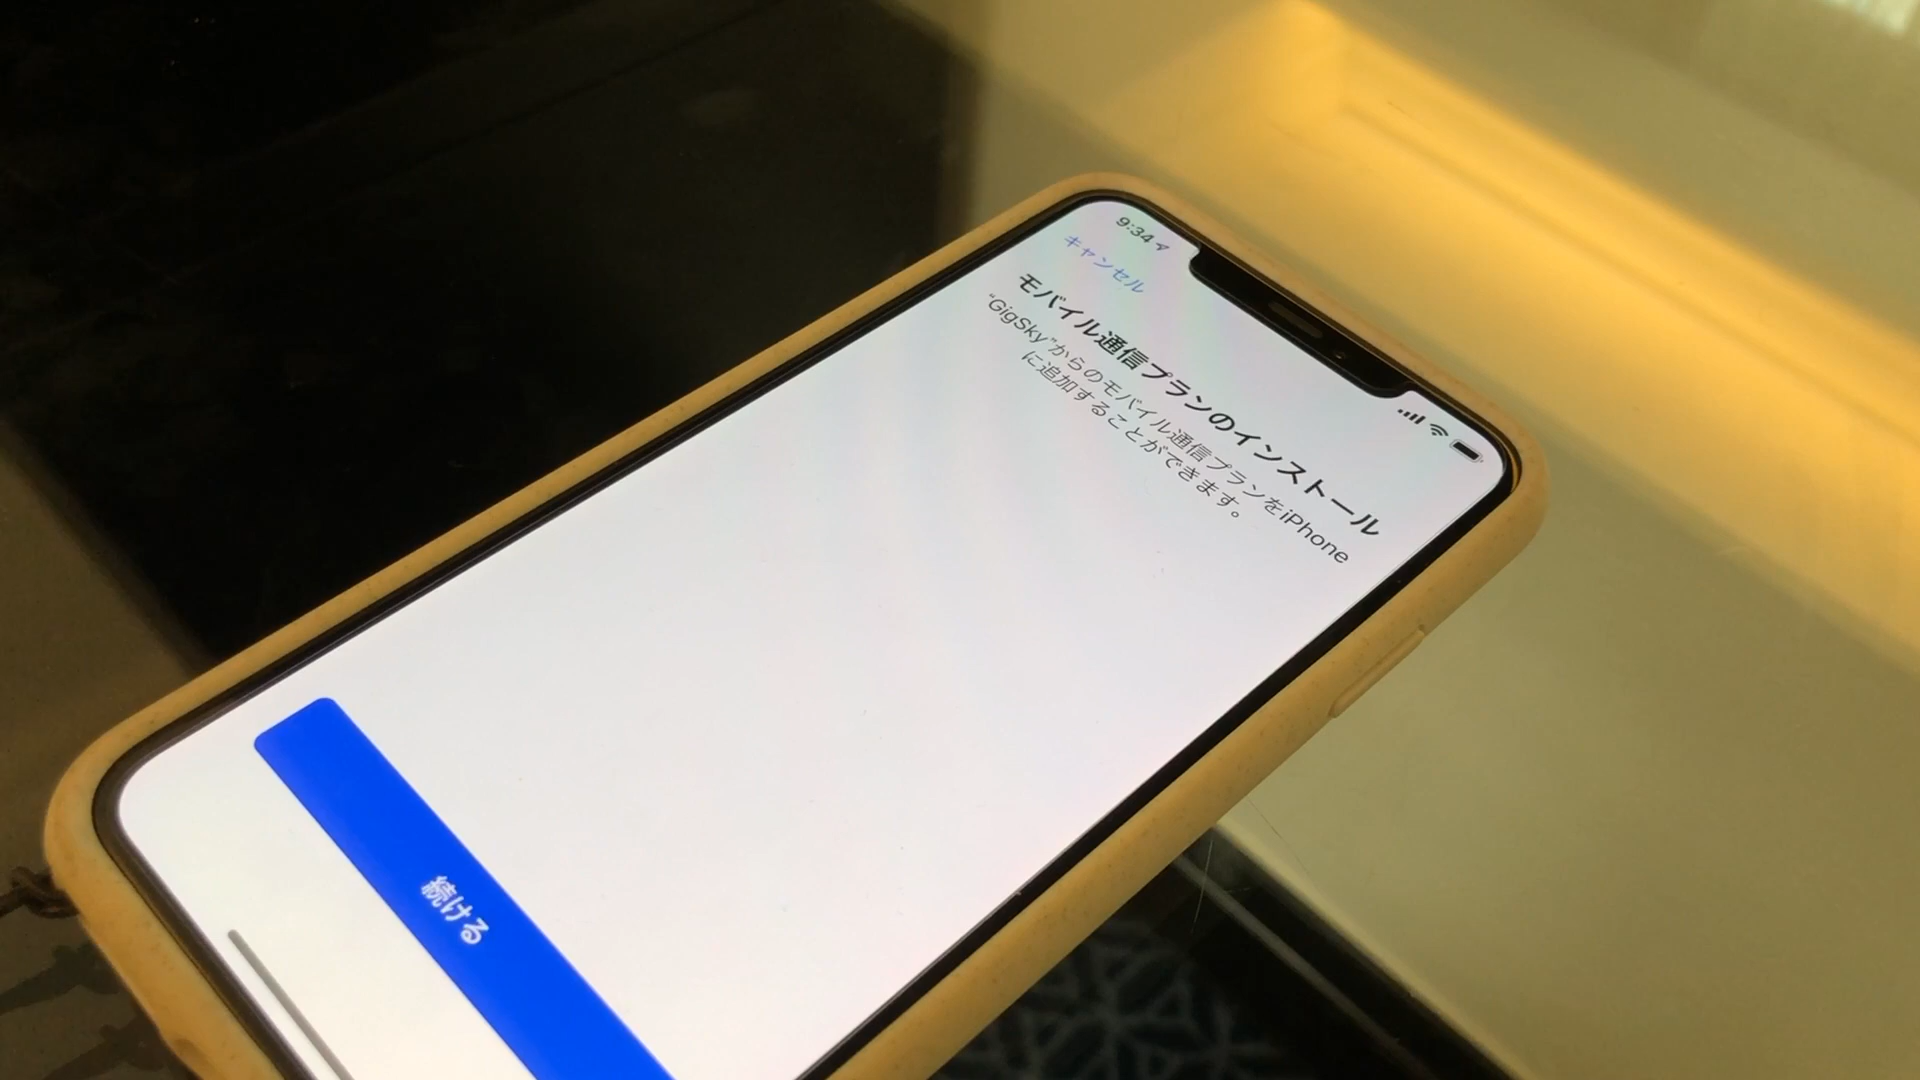 9:34
キャンセル
モバイル通信プランのインストール
“GigSky”からのモバイル通信プランをiPhone
に追加することができます。
続ける